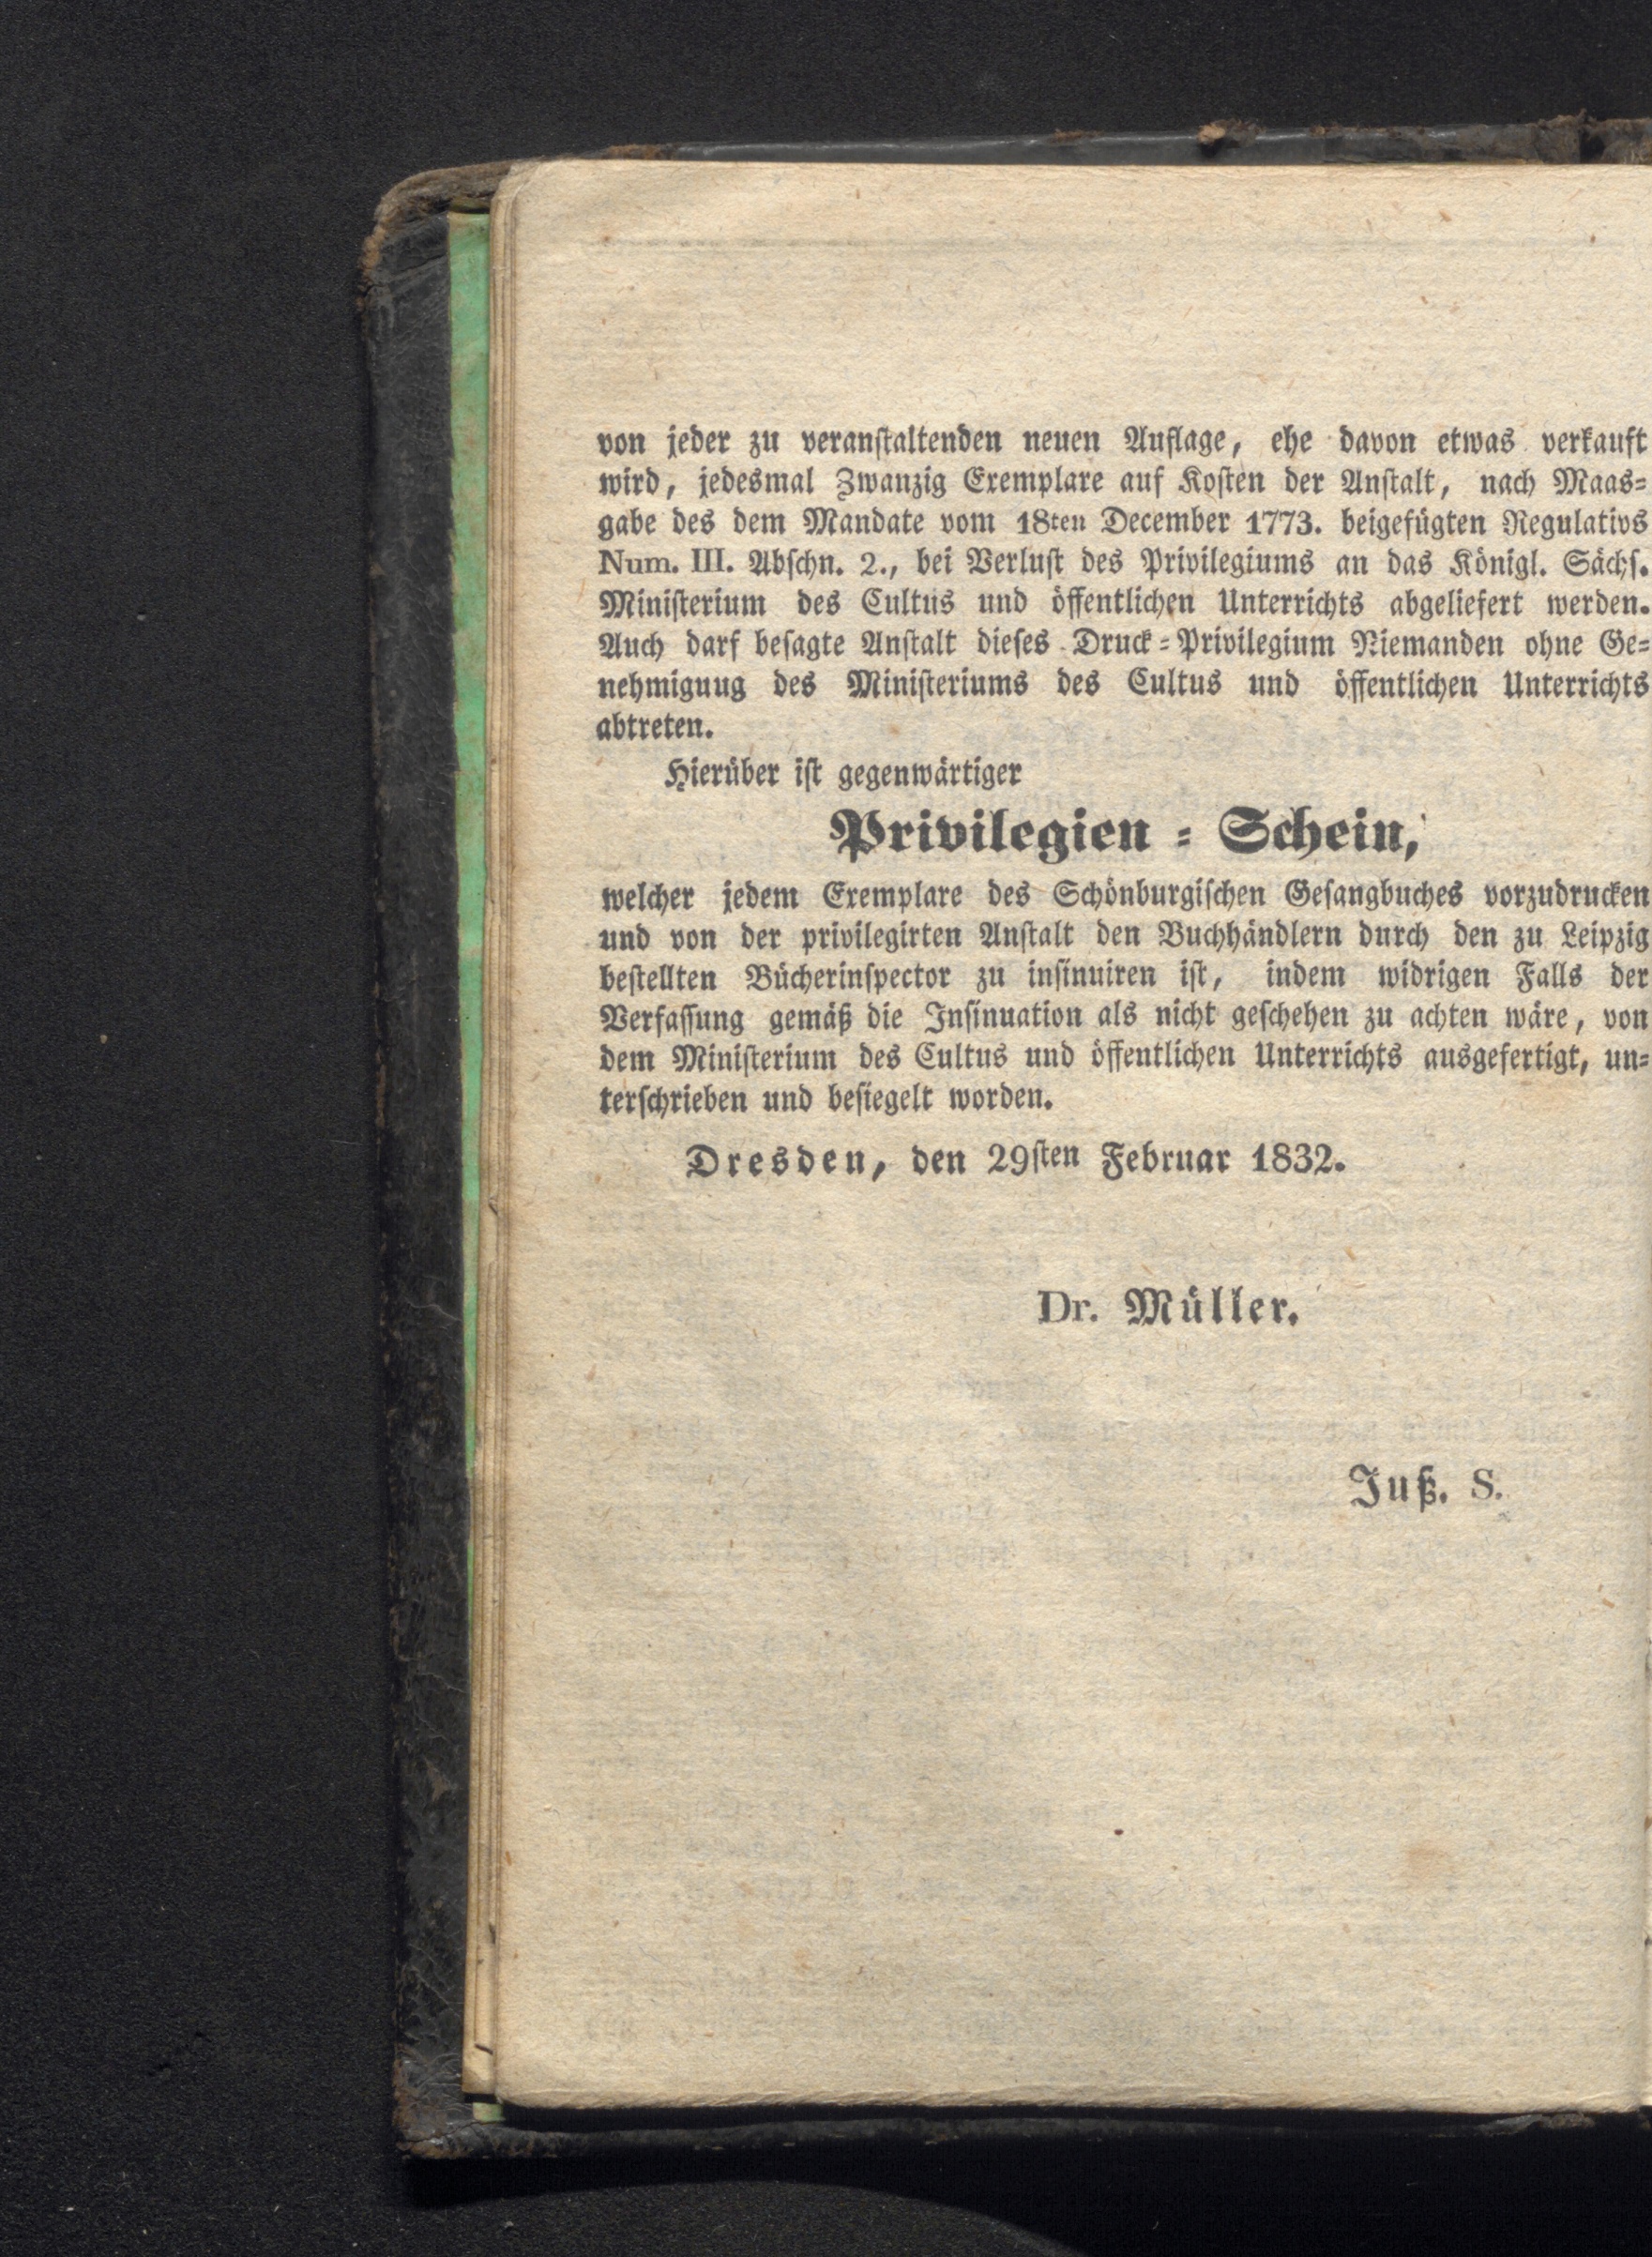 von jeder zu veranſtaltenden neuen Auflage, ehe davon etwas verkauft
wird, jedesmal Zwanzig Exemplare auf Koſten der Anſtalt, nach Maas=
gabe des dem Mandate vom 18ten December 1773. beigefügten Regulativs
Num. III. Abſchn. 2., bei Verluſt des Privilegiums an das Königl. Sächſ.
Miniſterium des Cultus und öffentlichen Unterrichts abgeliefert werden.
Auch darf beſagte Anſtalt dieſes Druck=Privilegium Niemanden ohne Ge=
nehmiguug des Miniſteriums des Cultus und öffentlichen Unterrichts
abtreten.
Hierüber iſt gegenwärtiger
Privilegien = Schein,
welcher jedem Exemplare des Schönburgiſchen Geſangbuches vorzudrucken
und von der privilegirten Anſtalt den Buchhändlern durch den zu Leipzig
beſtellten Bücherinſpector zu inſinuiren iſt, indem widrigen Falls der
Verfaſſung gemäß die Inſinuation als nicht geſchehen zu achten wäre, von
dem Miniſterium des Cultus und öffentlichen Unterrichts ausgefertigt, un=
terſchrieben und beſiegelt worden.
Dresden, den 29ſten Februar 1832.
Dr. Müller.
Juß. S.